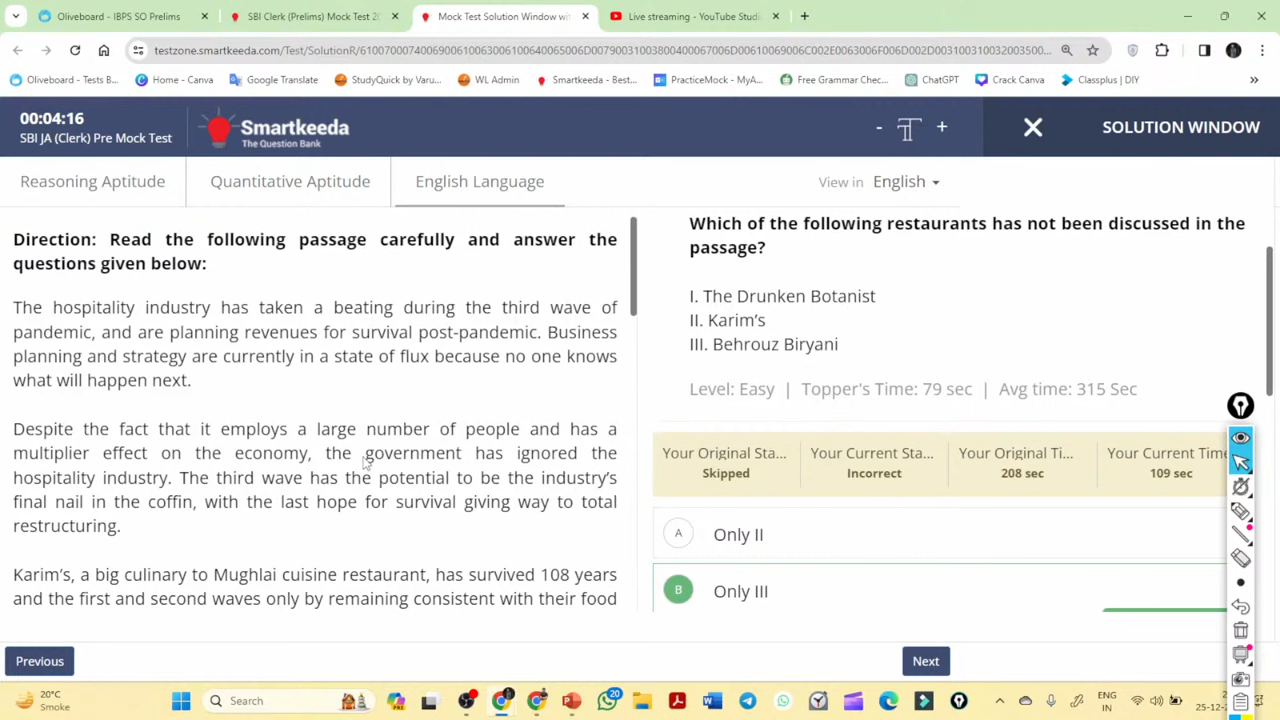 Oliveboard - IBPS SO Prelims
SBI Clerk (Prelims) Mock Test 20
Mock Test Solution Window wit
Live streaming - YouTube Studi
testzone.smartkeeda.com/Test/SolutionR/610070007400690061006300610064006500
Oliveboard - Tests B...
Home - Canva
Google Translate
StudyQuick by Varu...
WL Admin
Smartkeeda - Best...
PracticeMock - MyA...
Free Grammar Chec...
ChatGPT
Crack Canva
Classplus | DIY
00:04:16
SBI JA (Clerk) Pre Mock Test
Smartkeeda
The Question Bank
- T +
SOLUTION WINDOW
Reasoning Aptitude
Quantitative Aptitude
English Language
View in English
Direction: Read the following passage carefully and answer the
questions given below:
The hospitality industry has taken a beating during the third wave of
pandemic, and are planning revenues for survival post-pandemic. Business
planning and strategy are currently in a state of flux because no one knows
what will happen next.
Despite the fact that it employs a large number of people and has a
multiplier effect on the economy, the government has ignored the
hospitality industry. The third wave has the potential to be the industry's
final nail in the coffin, with the last hope for survival giving way to total
restructuring.
Karim's, a big culinary to Mughlai cuisine restaurant, has survived 108 years
and the first and second waves only by remaining consistent with their food
Which of the following restaurants has not been discussed in the
passage?
I. The Drunken Botanist
II. Karim's
III. Behrouz Biryani
Level: Easy | Topper's Time: 79 sec | Avg time: 315 Sec
Your Original Sta...
Skipped
Your Current Sta...
Incorrect
Your Original Ti...
208 sec
Your Current Time
109 sec
A Only II
B Only III
Previous
Next
20°C
Smoke
Search
20
ENG
IN
25-12-2